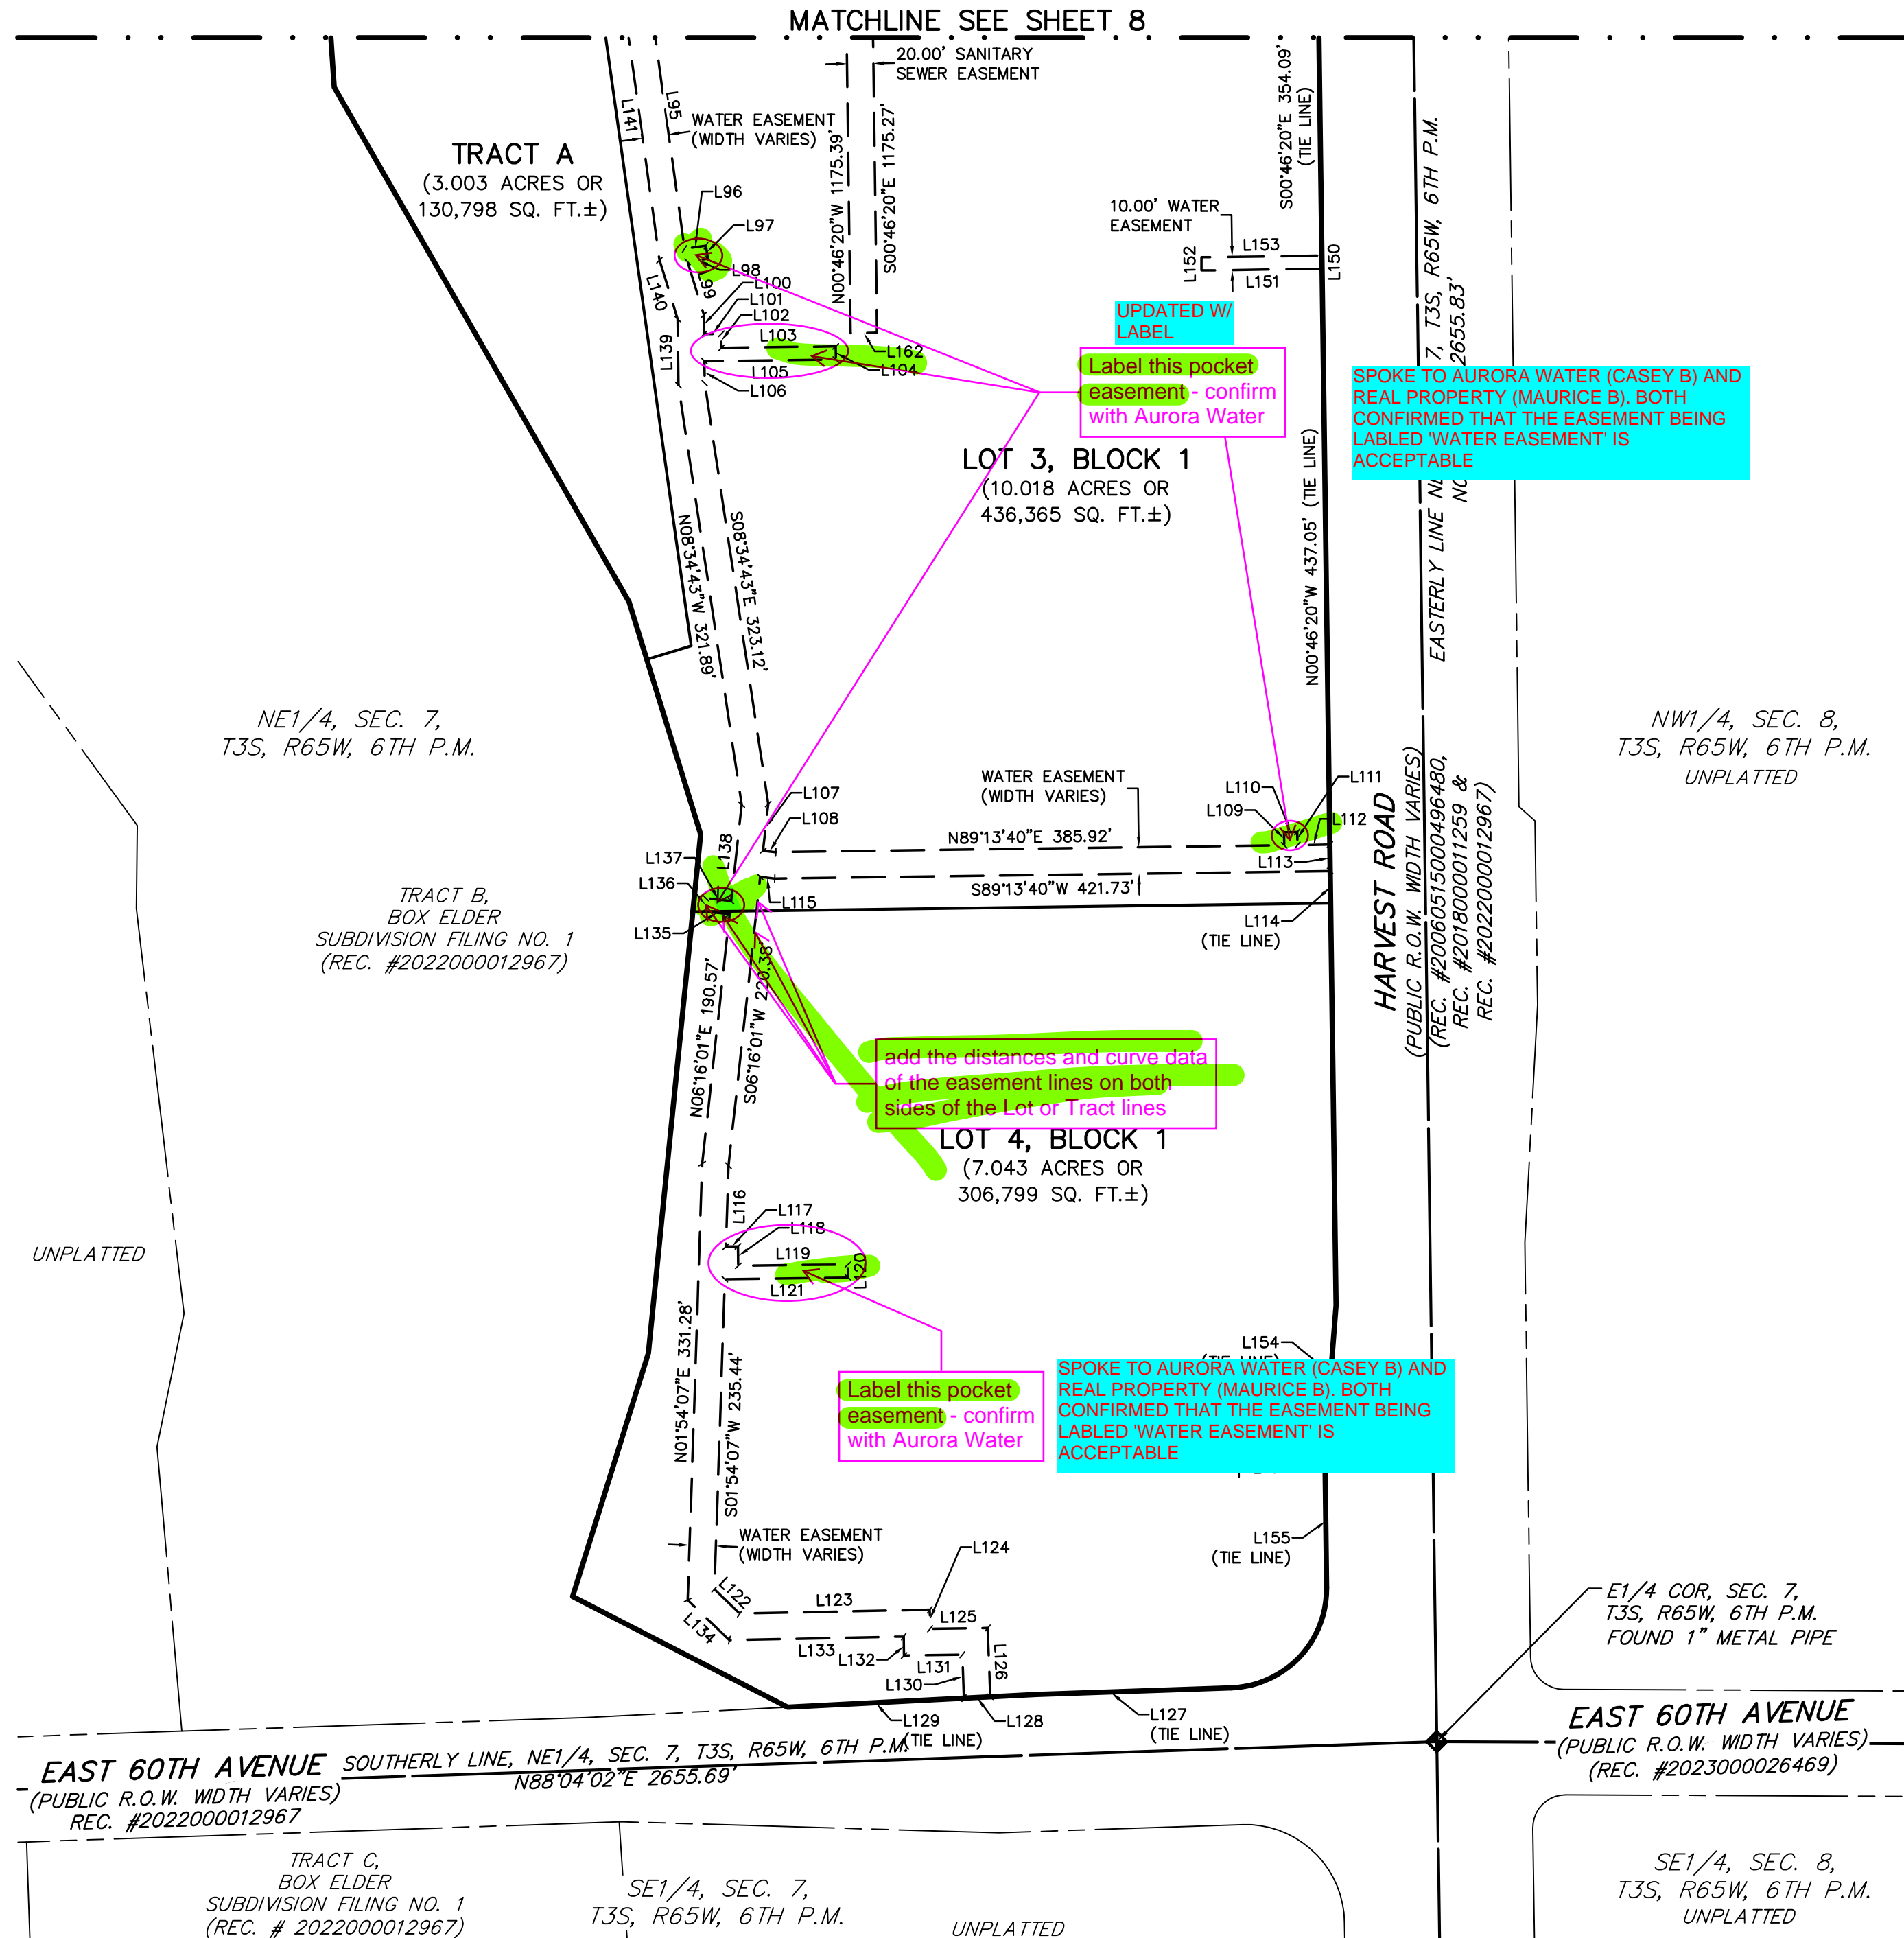 MATCHLINE SEE SHEET 8
20.00' SANITARY
SEWER EASEMENT
L141
L95
WATER EASEMENT
(WIDTH VARIES)
TRACT A
(3.003 ACRES OR
130,798 SQ. FT.±)
N00°46'20"W 1175.39'
S00°46'20"E 1175.27'
S00°46'20"E 354.09'
(TIE LINE)
L96
L97
L98
L99
L100
L101
L102
L103
L104
L105
L106
L162
L140
L139
10.00' WATER
EASEMENT
L152
L153
L151
L150
UPDATED W/
LABEL
Label this pocket
easement - confirm
with Aurora Water
SPOKE TO AURORA WATER (CASEY B) AND
REAL PROPERTY (MAURICE B). BOTH
CONFIRMED THAT THE EASEMENT BEING
LABLED 'WATER EASEMENT' IS
ACCEPTABLE
EASTERLY LINE
7, T3S, R65W, 6TH P.M.
2655.83'
LOT 3, BLOCK 1
(10.018 ACRES OR
436,365 SQ. FT.±)
N00°46'20"W 437.05' (TIE LINE)
N08°34'43"W 321.89'
S08°34'43"E 323.12'
NE1/4, SEC. 7,
T3S, R65W, 6TH P.M.
NW1/4, SEC. 8,
T3S, R65W, 6TH P.M.
UNPLATTED
WATER EASEMENT
(WIDTH VARIES)
L107
L108
L109
L110
L111
L112
N89°13'40"E 385.92'
L113
S89°13'40"W 421.73'
L114
(TIE LINE)
L115
L138
L137
L136
L135
HARVEST ROAD
(PUBLIC R.O.W. WIDTH VARIES)
(REC. #2006051500049648​0,
REC. #2018000011259 &
REC. #2022000012967)
TRACT B,
BOX ELDER
SUBDIVISION FILING NO. 1
(REC. #2022000012967)
N06°16'01"E 190.57'
S06°16'01"W 220.38'
add the distances and curve data
of the easement lines on both
sides of the Lot or Tract lines
LOT 4, BLOCK 1
(7.043 ACRES OR
306,799 SQ. FT.±)
UNPLATTED
L116
L117
L118
L119
L120
L121
N01°54'07"E 331.28'
S01°54'07"W 235.44'
L154
Label this pocket
easement - confirm
with Aurora Water
SPOKE TO AURORA WATER (CASEY B) AND
REAL PROPERTY (MAURICE B). BOTH
CONFIRMED THAT THE EASEMENT BEING
LABLED 'WATER EASEMENT' IS
ACCEPTABLE
WATER EASEMENT
(WIDTH VARIES)
L155
(TIE LINE)
L122
L134
L123
L124
L125
L126
L133
L132
L131
L130
L129
(TIE LINE)
L128
L127
(TIE LINE)
E1/4 COR, SEC. 7,
T3S, R65W, 6TH P.M.
FOUND 1" METAL PIPE
EAST 60TH AVENUE
(PUBLIC R.O.W. WIDTH VARIES)
REC. #2022000012967
SOUTHERLY LINE, NE1/4, SEC. 7, T3S, R65W, 6TH P.M.
N88°04'02"E 2655.69'
EAST 60TH AVENUE
(PUBLIC R.O.W. WIDTH VARIES)
(REC. #2023000026469)
TRACT C,
BOX ELDER
SUBDIVISION FILING NO. 1
(REC. # 2022000012967)
SE1/4, SEC. 7,
T3S, R65W, 6TH P.M.
UNPLATTED
SE1/4, SEC. 8,
T3S, R65W, 6TH P.M.
UNPLATTED